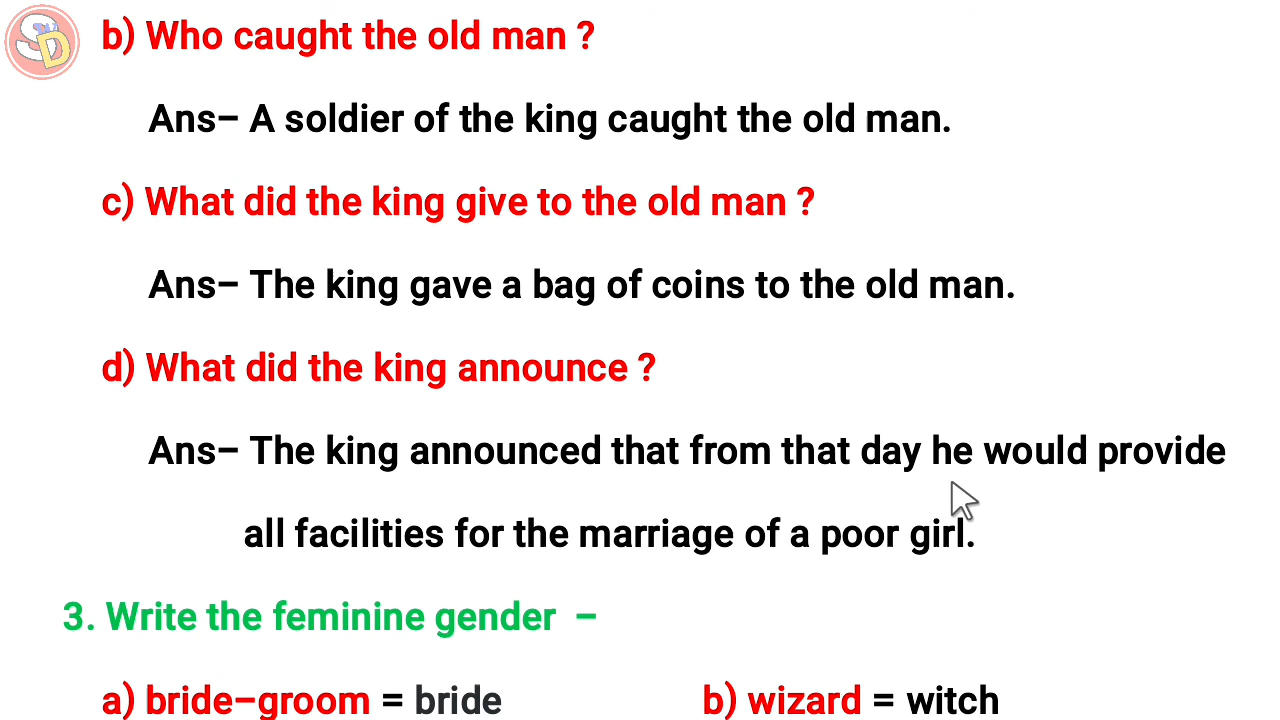 SD
b) Who caught the old man ?
Ans– A soldier of the king caught the old man.
c) What did the king give to the old man ?
Ans– The king gave a bag of coins to the old man.
d) What did the king announce ?
Ans– The king announced that from that day he would provide
all facilities for the marriage of a poor girl.
3. Write the feminine gender –
a) bride–groom = bride b) wizard = witch